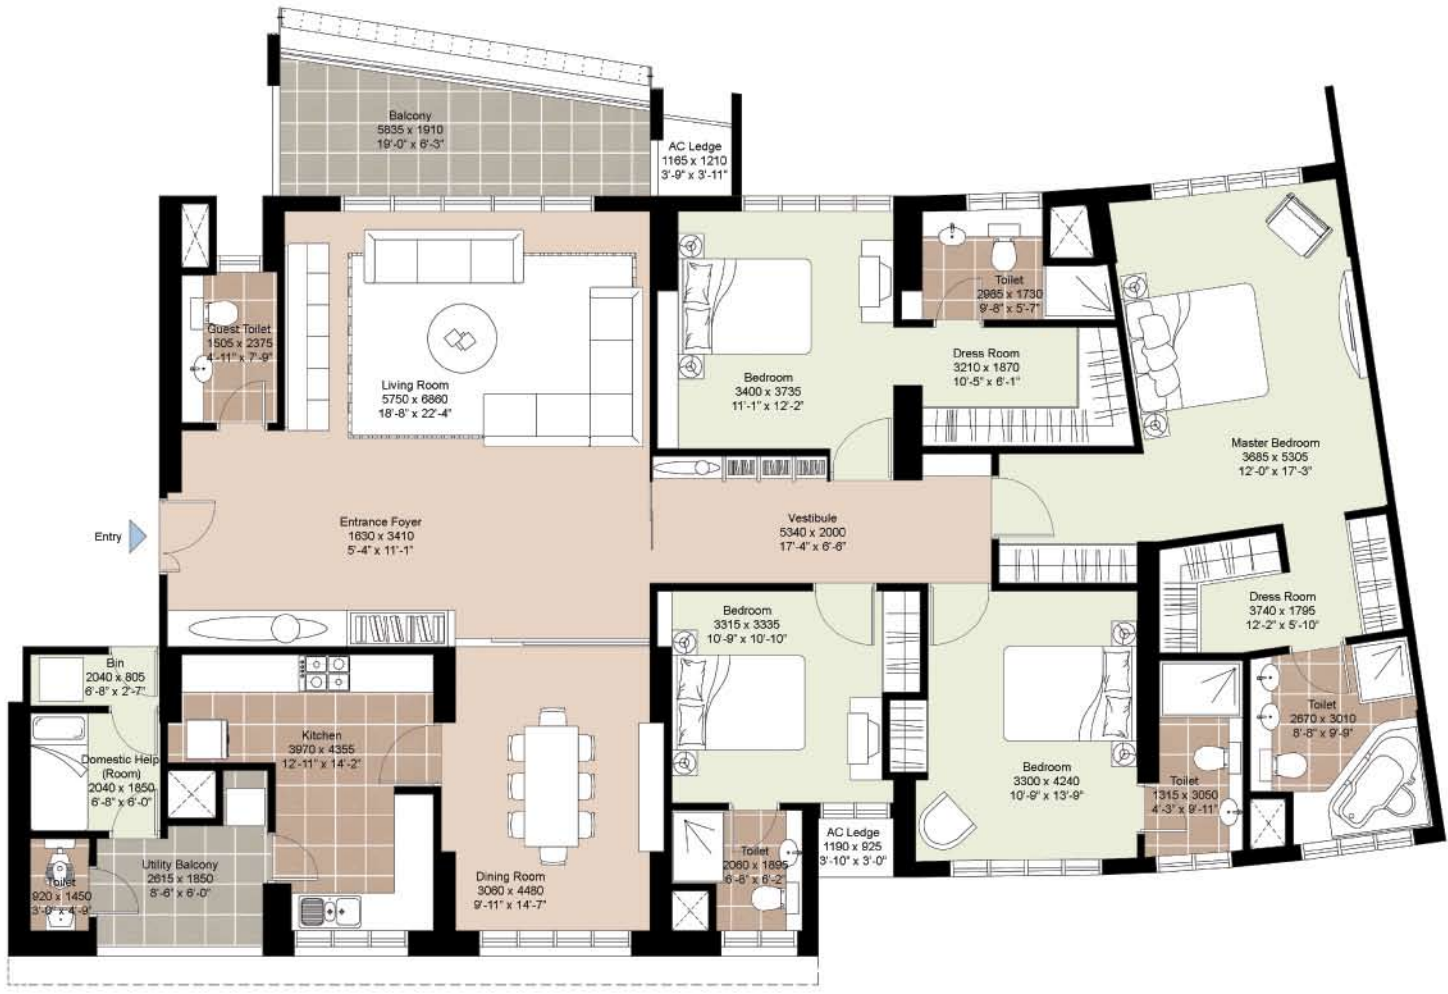 Balcony
5835 x 1910
19'-0" x 6'-3"
AC Ledge
1165 x 1210
3'-9" x 3'-11"
Guest Toilet
1505 x 2375
4'-11" x 7'-9"
Living Room
5750 x 6860
18'-8" x 22'-4"
Bedroom
3400 x 3735
11'-1" x 12'-2"
Toilet
2985 x 1730
9'-8" x 5'-7"
Dress Room
3210 x 1870
10'-5" x 6'-1"
Master Bedroom
3685 x 5305
12'-0" x 17'-3"
Entry
Entrance Foyer
1630 x 3410
5'-4" x 11'-1"
Vestibule
5340 x 2000
17'-4" x 6'-6"
Dress Room
3740 x 1795
12'-2" x 5'-10"
Bedroom
3315 x 3335
10'-9" x 10'-10"
Bin
2040 x 805
6'-8" x 2'-7"
Kitchen
3970 x 4355
12'-11" x 14'-2"
Domestic Help
(Room)
2040 x 1850
6'-8" x 6'-0"
Toilet
2670 x 3010
8'-8" x 9'-9"
Bedroom
3300 x 4240
10'-9" x 13'-9"
Toilet
1315 x 3050
4'-3" x 9'-11"
AC Ledge
1190 x 925
3'-10" x 3'-0"
Toilet
2060 x 1895
6'-8" x 6'-2"
Utility Balcony
2615 x 1850
8'-6" x 6'-0"
Toilet
920 x 1450
3'-0" x 4'-9"
Dining Room
3060 x 4480
9'-11" x 14'-7"